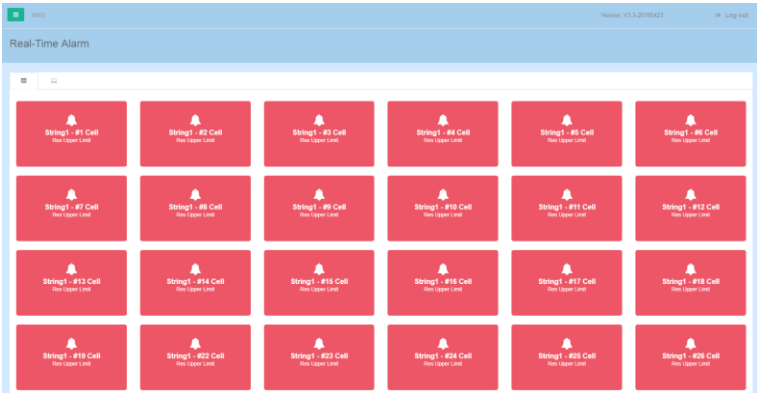 Version: V3.3-20190423
Log out
Real-Time Alarm
String1 - #1 Cell
Res Upper Limit
String1 - #2 Cell
Res Upper Limit
String1 - #3 Cell
Res Upper Limit
String1 - #4 Cell
Res Upper Limit
String1 - #5 Cell
Res Upper Limit
String1 - #6 Cell
Res Upper Limit
String1 - #7 Cell
Res Upper Limit
String1 - #8 Cell
Res Upper Limit
String1 - #9 Cell
Res Upper Limit
String1 - #10 Cell
Res Upper Limit
String1 - #11 Cell
Res Upper Limit
String1 - #12 Cell
Res Upper Limit
String1 - #13 Cell
Res Upper Limit
String1 - #14 Cell
Res Upper Limit
String1 - #15 Cell
Res Upper Limit
String1 - #16 Cell
Res Upper Limit
String1 - #17 Cell
Res Upper Limit
String1 - #18 Cell
Res Upper Limit
String1 - #19 Cell
Res Upper Limit
String1 - #22 Cell
Res Upper Limit
String1 - #23 Cell
Res Upper Limit
String1 - #24 Cell
Res Upper Limit
String1 - #25 Cell
Res Upper Limit
String1 - #26 Cell
Res Upper Limit